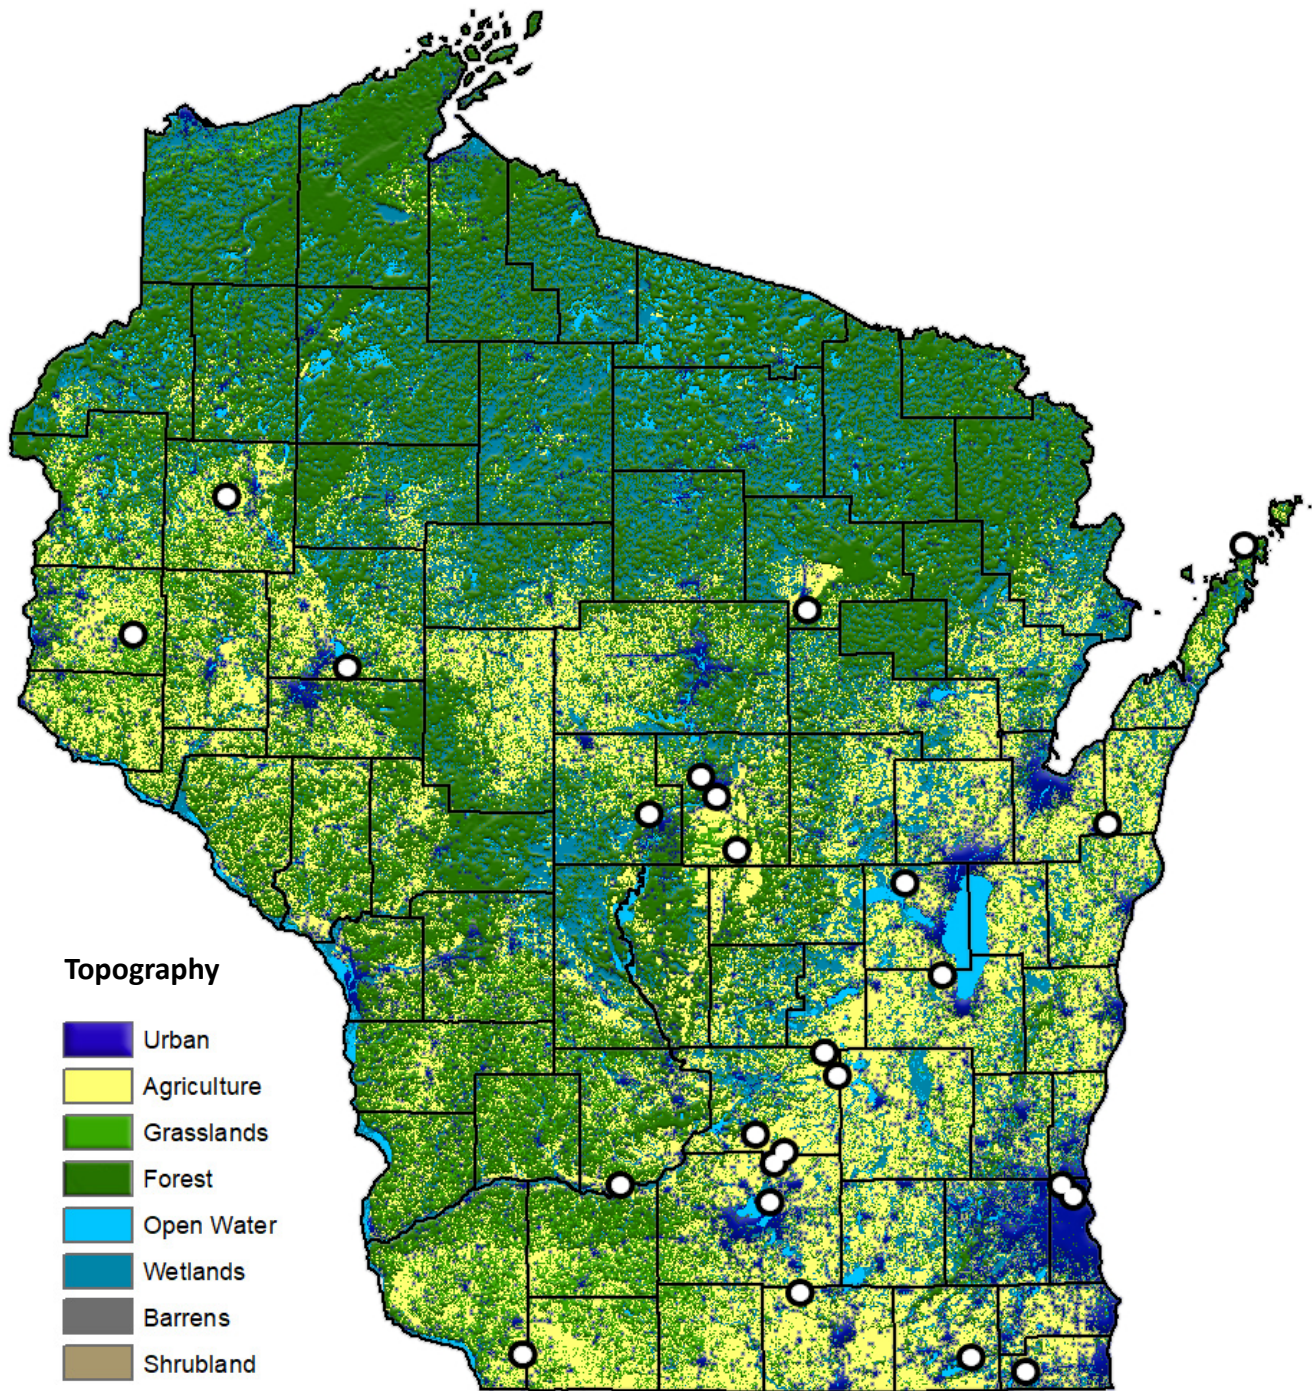 Topography
Urban
Agriculture
Grasslands
Forest
Open Water
Wetlands
Barrens
Shrubland